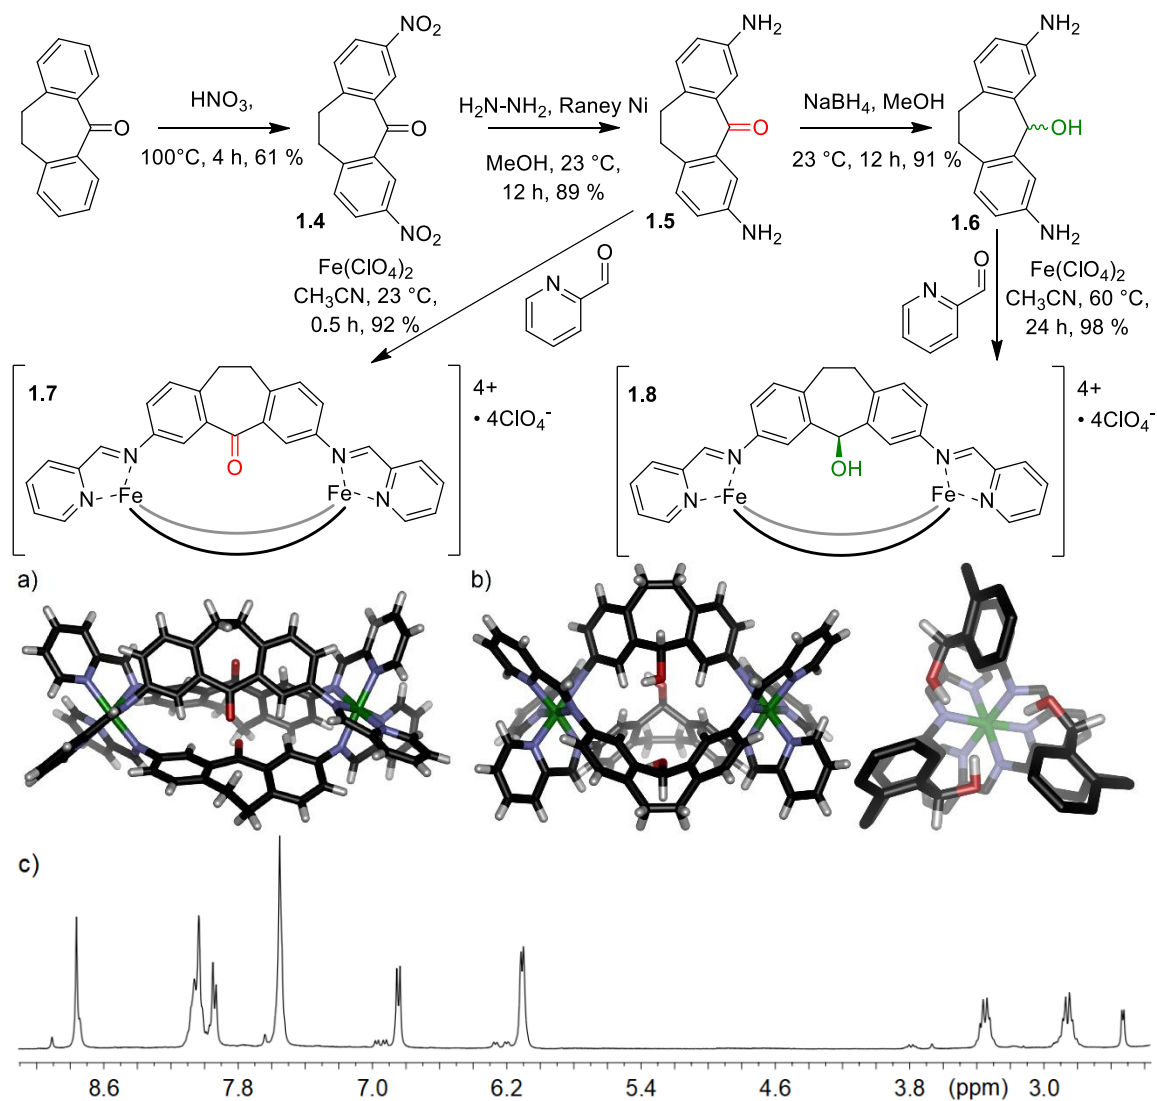 HNO3,
100°C, 4 h, 61 %
O
NO2
O
NO2
1.4
H2N-NH2, Raney Ni
MeOH, 23 °C,
12 h, 89 %
NH2
O
NH2
1.5
NaBH4, MeOH
23 °C, 12 h, 91 %
NH2
OH
NH2
1.6
Fe(ClO4)2
CH3CN, 23 °C,
0.5 h, 92 %
N
O
N
O
Fe(ClO4)2
CH3CN, 60 °C,
24 h, 98 %
1.7
4+
• 4ClO4-
N
N
O
N
Fe
Fe
N
1.8
4+
• 4ClO4-
N
N
OH
N
Fe
Fe
N
a)
b)
c)
8.6 7.8 7.0 6.2 5.4 4.6 3.8 (ppm) 3.0